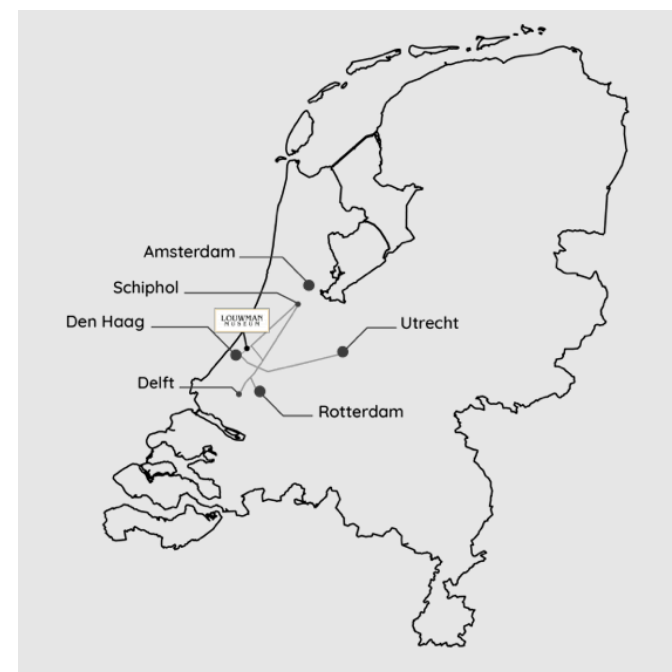 Amsterdam
Schiphol
LOUWMAN
MUSEUM
Den Haag
Utrecht
Delft
Rotterdam